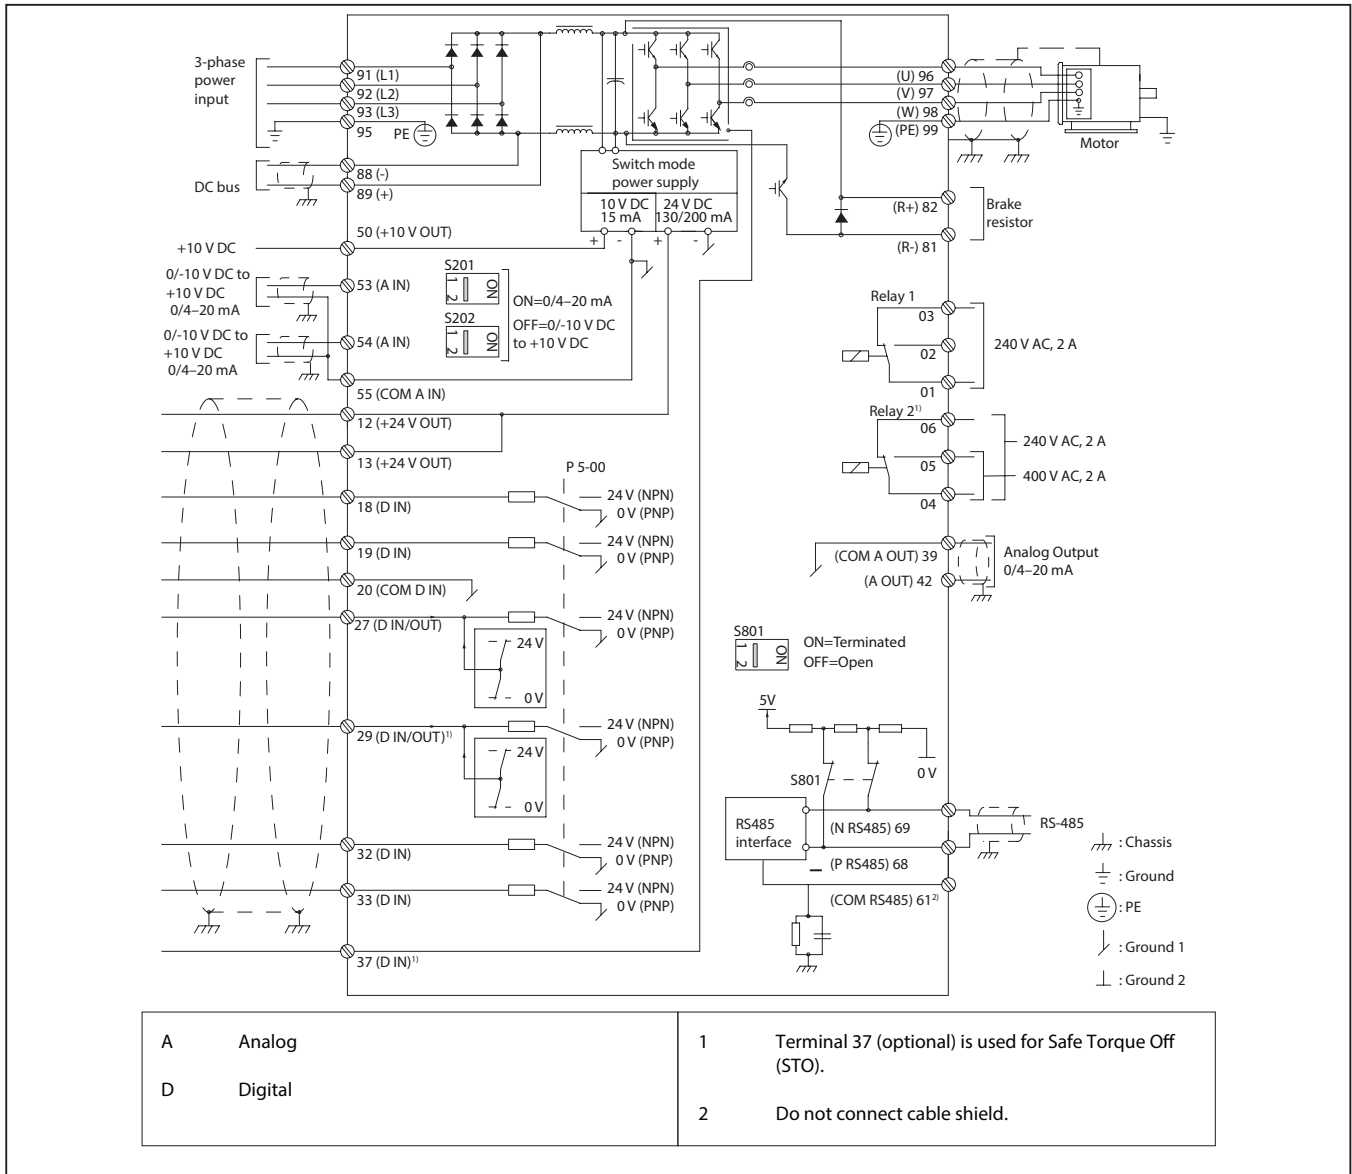 3-phase
power
input
91 (L1)
92 (L2)
93 (L3)
95
PE
DC bus
88 (-)
89 (+)
+10 V DC
50 (+10 V OUT)
0/-10 V DC to
+10 V DC
0/4–20 mA
53 (A IN)
0/-10 V DC to
+10 V DC
0/4–20 mA
54 (A IN)
55 (COM A IN)
12 (+24 V OUT)
13 (+24 V OUT)
18 (D IN)
19 (D IN)
20 (COM D IN)
27 (D IN/OUT)
29 (D IN/OUT)¹⁾
32 (D IN)
33 (D IN)
37 (D IN)¹⁾
S201
1 2 ON
S202
1 2 ON
ON=0/4–20 mA
OFF=0/-10 V DC
to +10 V DC
Switch mode
power supply
10 V DC
15 mA
24 V DC
130/200 mA
+ - + -
P 5-00
24 V (NPN)
0 V (PNP)
24 V (NPN)
0 V (PNP)
24 V (NPN)
0 V (PNP)
24 V
0 V
24 V (NPN)
0 V (PNP)
24 V
0 V
24 V (NPN)
0 V (PNP)
24 V (NPN)
0 V (PNP)
(U) 96
(V) 97
(W) 98
(PE) 99
Motor
(R+) 82
(R-) 81
Brake
resistor
Relay 1
03
02
01
240 V AC, 2 A
Relay 2¹⁾
06
05
04
240 V AC, 2 A
400 V AC, 2 A
(COM A OUT) 39
(A OUT) 42
Analog Output
0/4–20 mA
S801
1 2 ON
ON=Terminated
OFF=Open
5V
S801
0 V
RS485
interface
(N RS485) 69
(P RS485) 68
(COM RS485) 61²⁾
RS-485
: Chassis
: Ground
: PE
: Ground 1
: Ground 2
A Analog
D Digital
1 Terminal 37 (optional) is used for Safe Torque Off
(STO).
2 Do not connect cable shield.